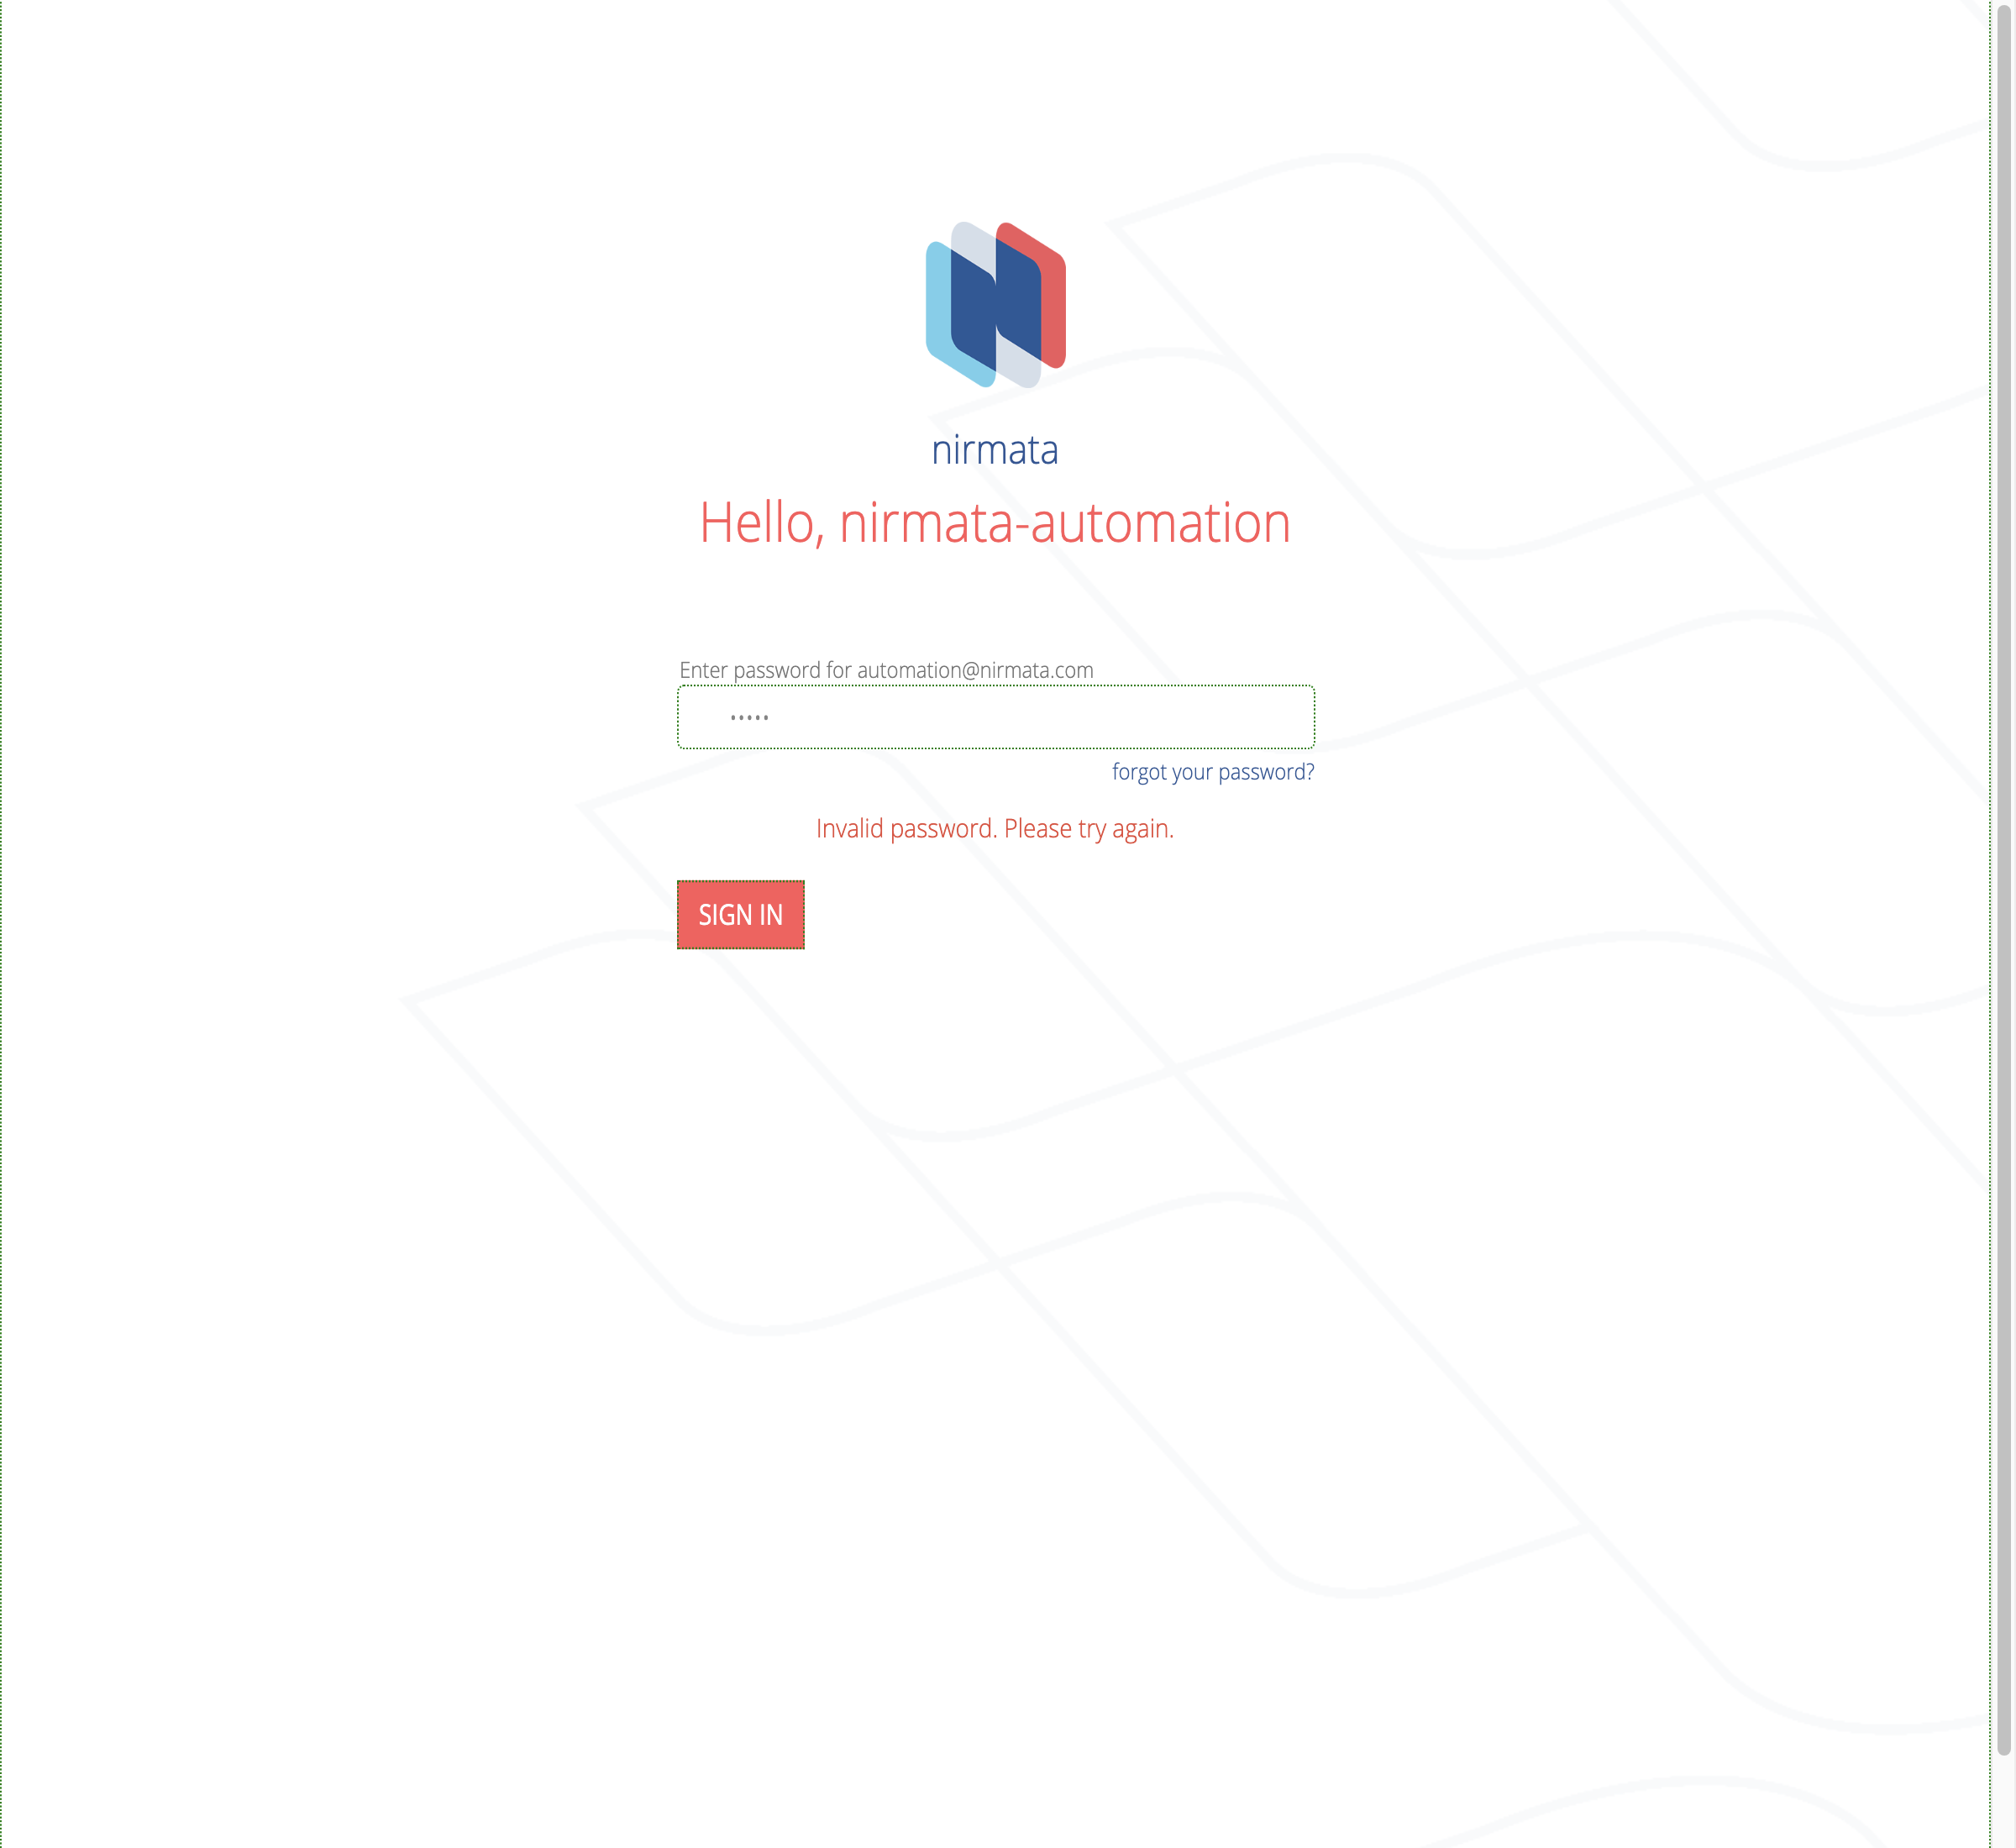 nirmata
Hello, nirmata-automation
Enter password for automation@nirmata.com
•••••
forgot your password?
Invalid password. Please try again.
SIGN IN